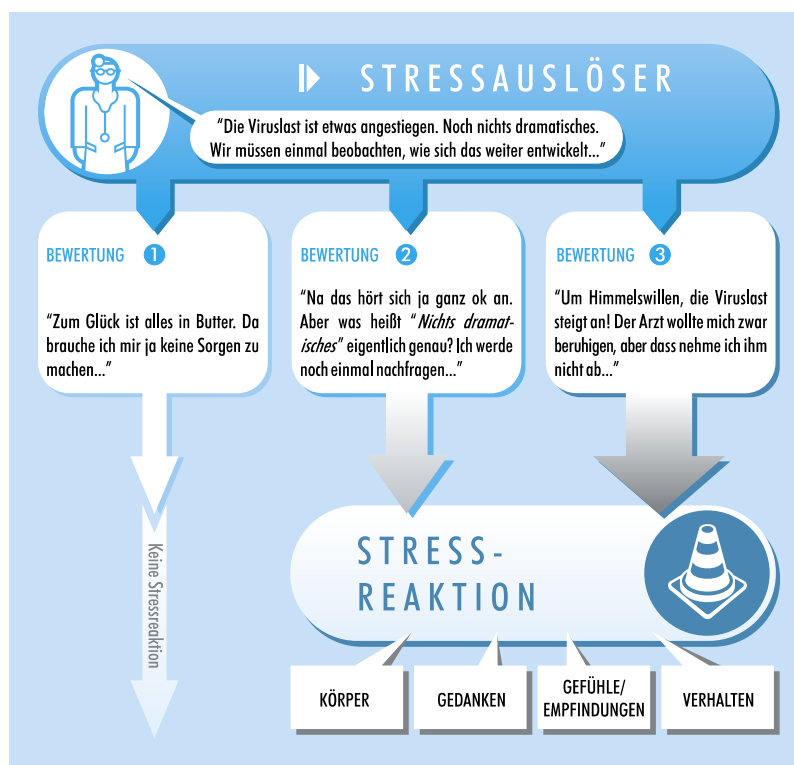 STRESSAUSLÖSER
"Die Viruslast ist etwas angestiegen. Noch nichts dramatisches.
Wir müssen einmal beobachten, wie sich das weiter entwickelt..."
BEWERTUNG 1
"Zum Glück ist alles in Butter. Da
brauche ich mir ja keine Sorgen zu
machen..."
BEWERTUNG 2
"Na das hört sich ja ganz ok an.
Aber was heißt "Nichts dramat-
isches" eigentlich genau? Ich werde
noch einmal nachfragen..."
BEWERTUNG 3
"Um Himmelswillen, die Viruslast
steigt an! Der Arzt wollte mich zwar
beruhigen, aber dass nehme ich ihm
nicht ab..."
Keine Stressreaktion
STRESS-
REAKTION
KÖRPER
GEDANKEN
GEFÜHLE/
EMPFINDUNGEN
VERHALTEN